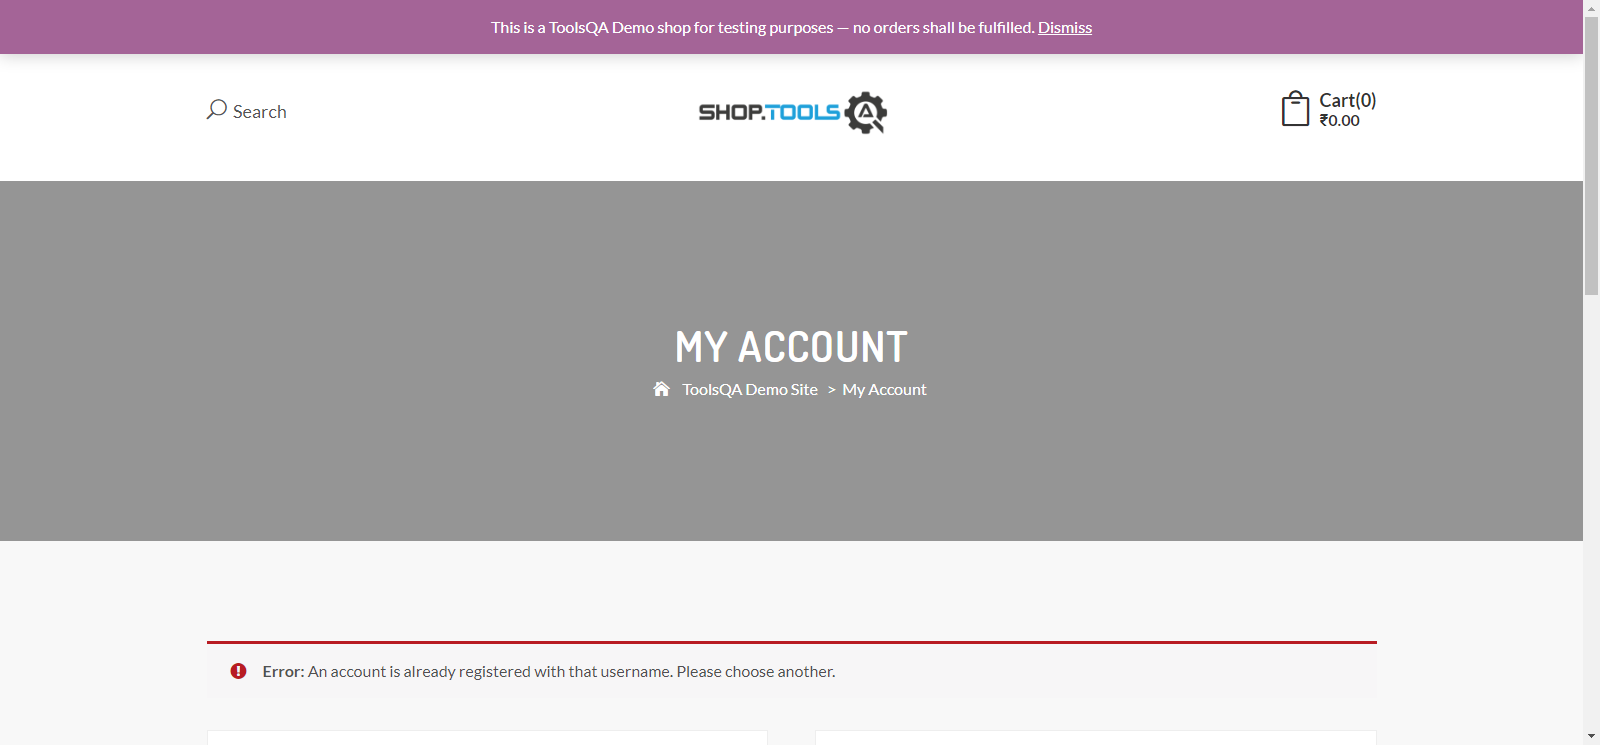 This is a ToolsQA Demo shop for testing purposes — no orders shall be fulfilled. Dismiss
Search
SHOP.TOOLS QA
Cart(0)
₹0.00
MY ACCOUNT
ToolsQA Demo Site > My Account
Error: An account is already registered with that username. Please choose another.